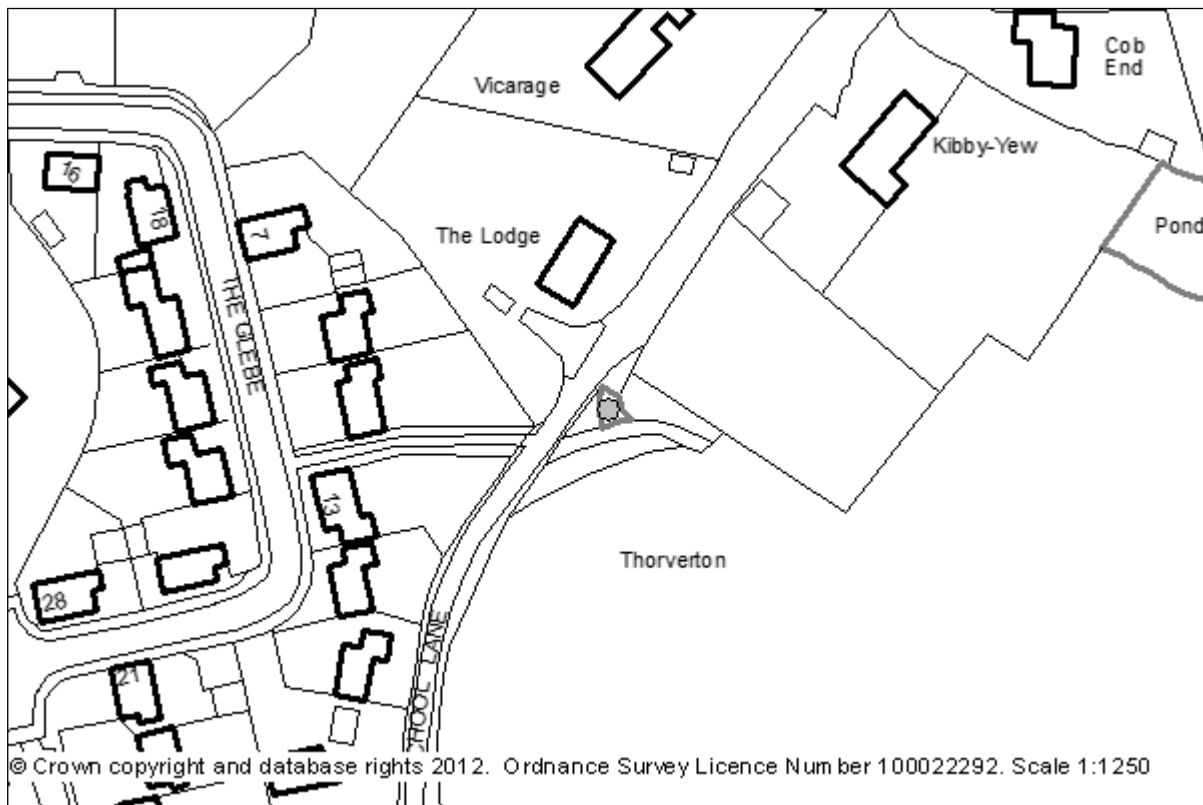 Vicarage
Cob
End
Kibby-Yew
16
18
7
The Lodge
Pond
THE GLEBE
13
Thorverton
28
21
CHOOL LANE
© Crown copyright and database rights 2012. Ordnance Survey Licence Number 100022292. Scale 1:1250